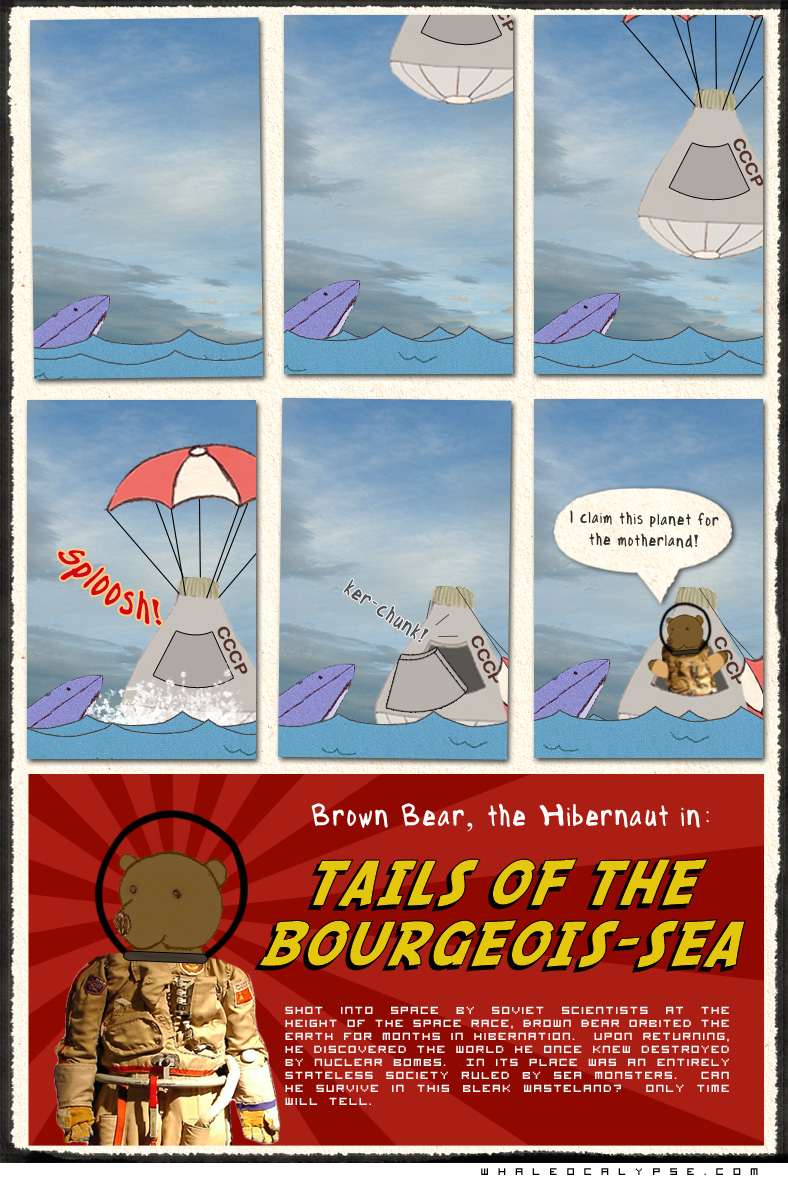 CCCP
CCCP
sploosh!
CCCP
ker-chunk!
CCCP
I claim this planet for
the motherland!
CCCP
Brown Bear, the Hibernaut in:
TAILS OF THE
BOURGEOIS-SEA
SHOT INTO SPACE BY SOVIET SCIENTISTS AT THE
HEIGHT OF THE SPACE RACE, BROWN BEAR ORBITED THE
EARTH FOR MONTHS IN HIBERNATION. UPON RETURNING,
HE DISCOVERED THE WORLD HE ONCE KNEW DESTROYED
BY NUCLEAR BOMBS. IN ITS PLACE WAS AN ENTIRELY
STATELESS SOCIETY RULED BY SEA MONSTERS. CAN
HE SURVIVE IN THIS BLEAK WASTELAND? ONLY TIME
WILL TELL.
WHALEOCALYPSE.COM